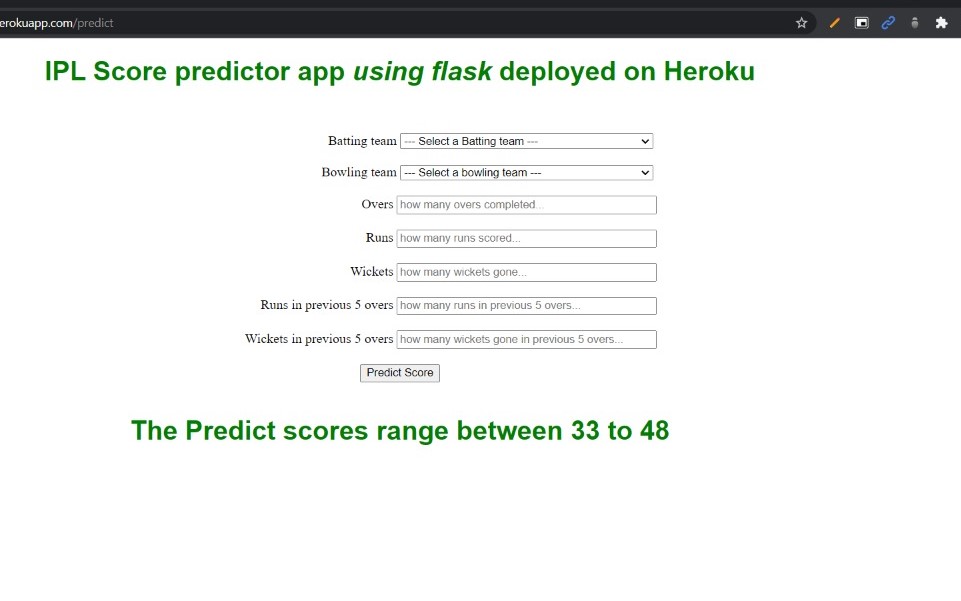 erokuapp.com/predict
IPL Score predictor app using flask deployed on Heroku
Batting team --- Select a Batting team ---
Bowling team --- Select a bowling team ---
Overs how many overs completed...
Runs how many runs scored...
Wickets how many wickets gone...
Runs in previous 5 overs how many runs in previous 5 overs...
Wickets in previous 5 overs how many wickets gone in previous 5 overs...
Predict Score
The Predict scores range between 33 to 48